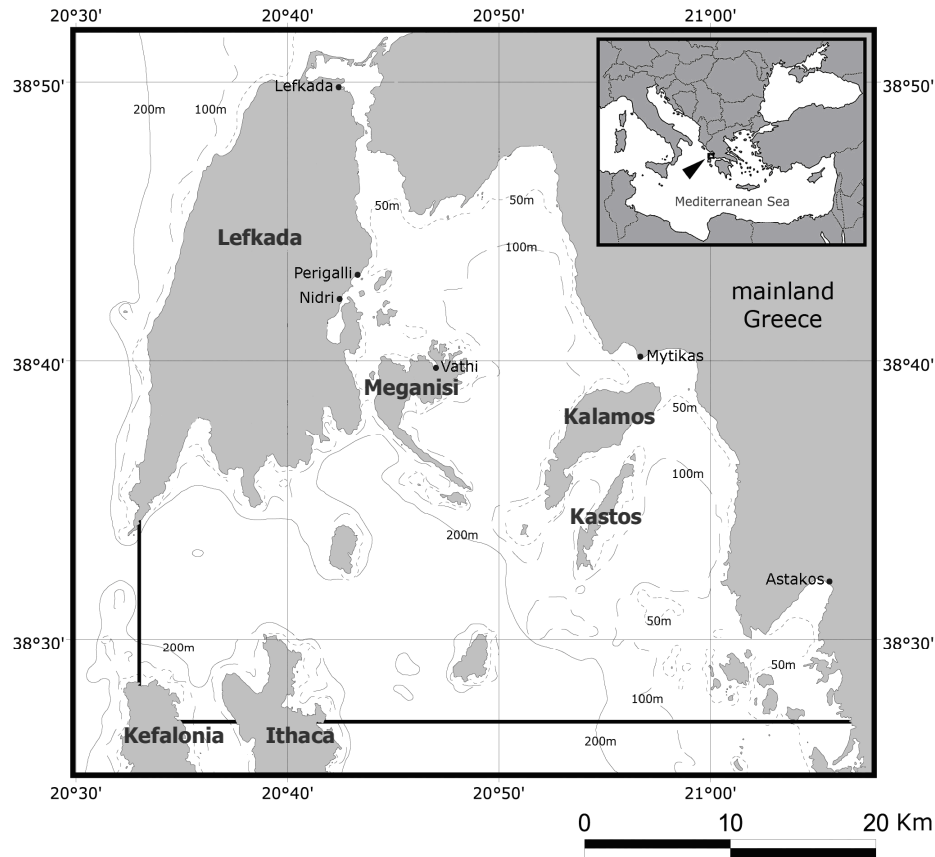 20°30' 20°40' 20°50' 21°00'
38°50' 38°50'
Lefkada
200m 100m
Mediterranean Sea
50m 50m
Lefkada
100m
Perigalli
Nidri
mainland
Greece
Mytikas
38°40' 38°40'
Vathi
Meganisi
50m
Kalamos
100m
Kastos
200m
Astakos
50m
38°30' 38°30'
200m
50m
100m
Kefalonia Ithaca
200m
20°30' 20°40' 20°50' 21°00'
0 10 20 Km